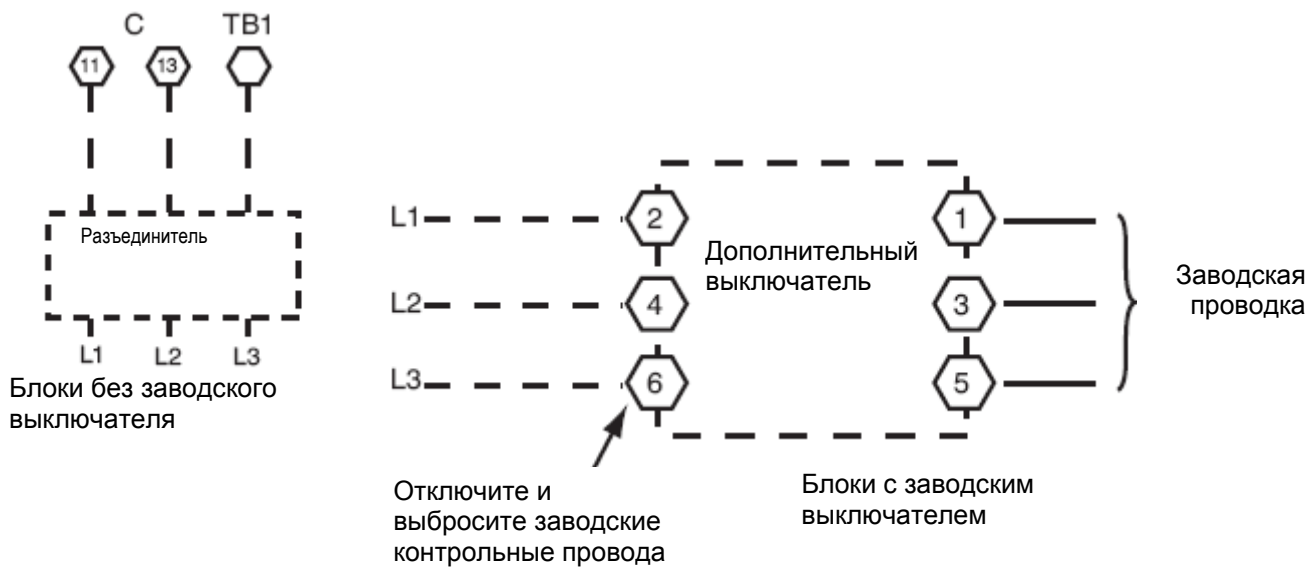 C TB1
11 13
Разъединитель
L1 L2 L3
Блоки без заводского
выключателя
L1 2 1
Дополнительный
выключатель
L2 4 3
L3 6 5
Заводская
проводка
Отключите и
выбросите заводские
контрольные провода
Блоки с заводским
выключателем